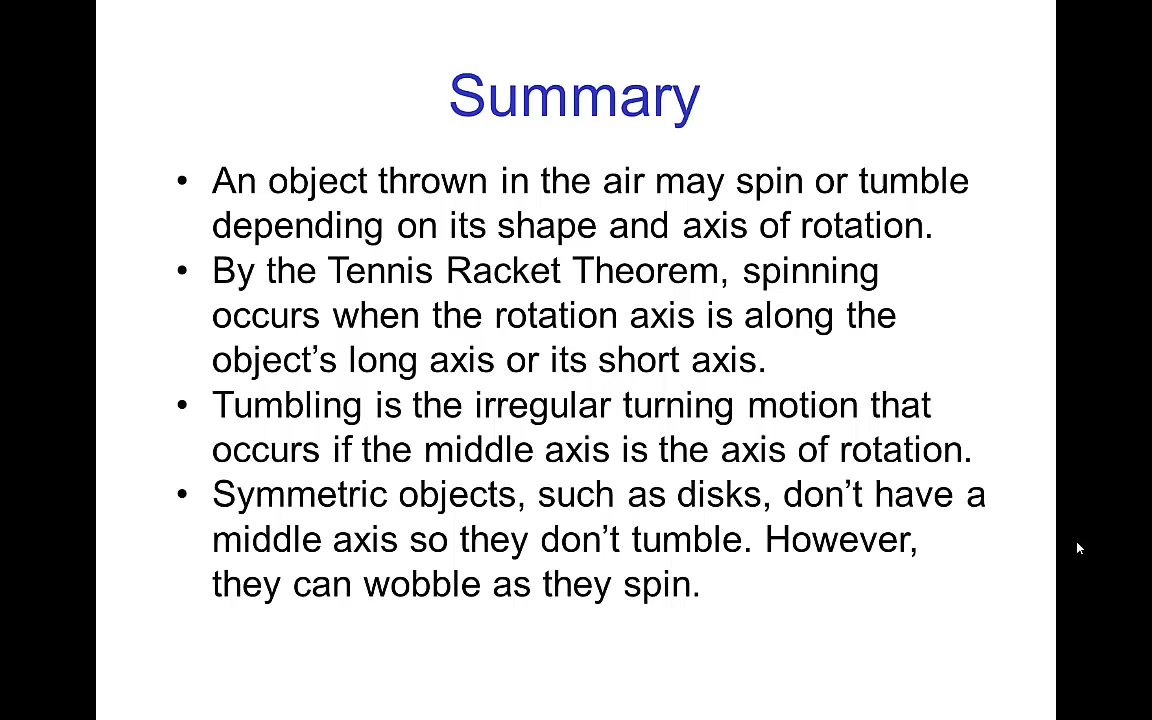 Summary
• An object thrown in the air may spin or tumble
depending on its shape and axis of rotation.
• By the Tennis Racket Theorem, spinning
occurs when the rotation axis is along the
object’s long axis or its short axis.
• Tumbling is the irregular turning motion that
occurs if the middle axis is the axis of rotation.
• Symmetric objects, such as disks, don’t have a
middle axis so they don’t tumble. However,
they can wobble as they spin.